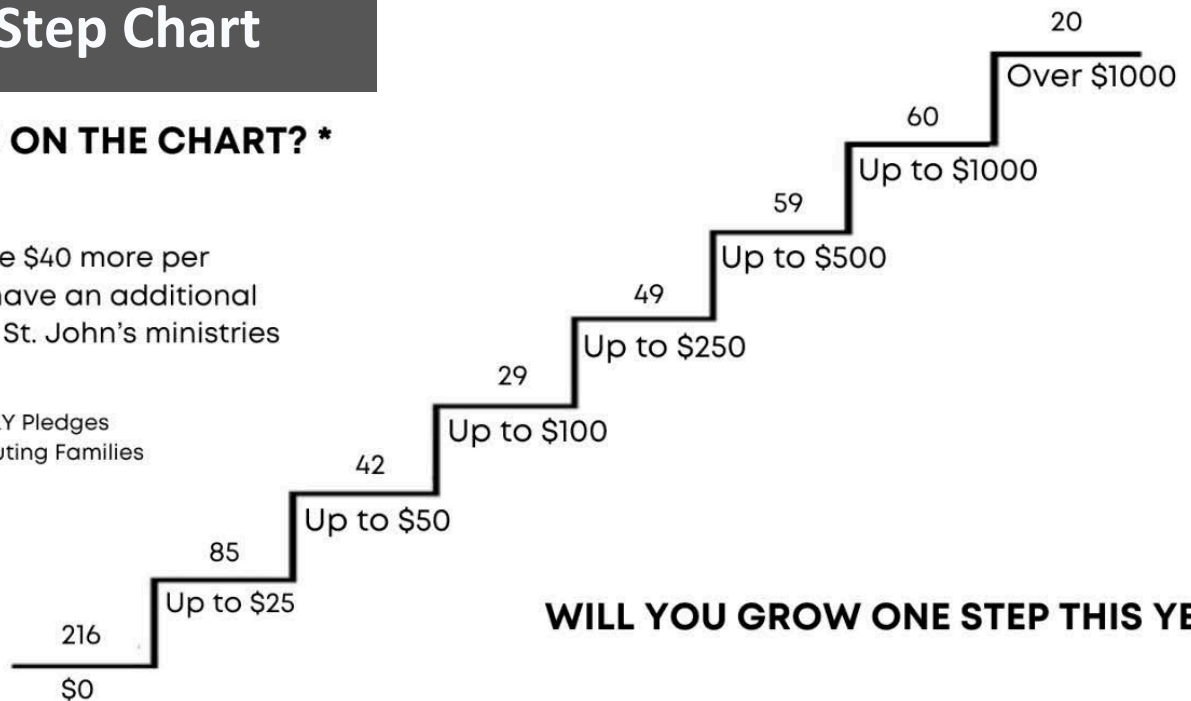 Step Chart
ON THE CHART? *
$40 more per
have an additional
St. John's ministries
Pledges
Families
20
Over $1000
60
Up to $1000
59
Up to $500
49
Up to $250
29
Up to $100
42
Up to $50
85
Up to $25
216
$0
WILL YOU GROW ONE STEP THIS